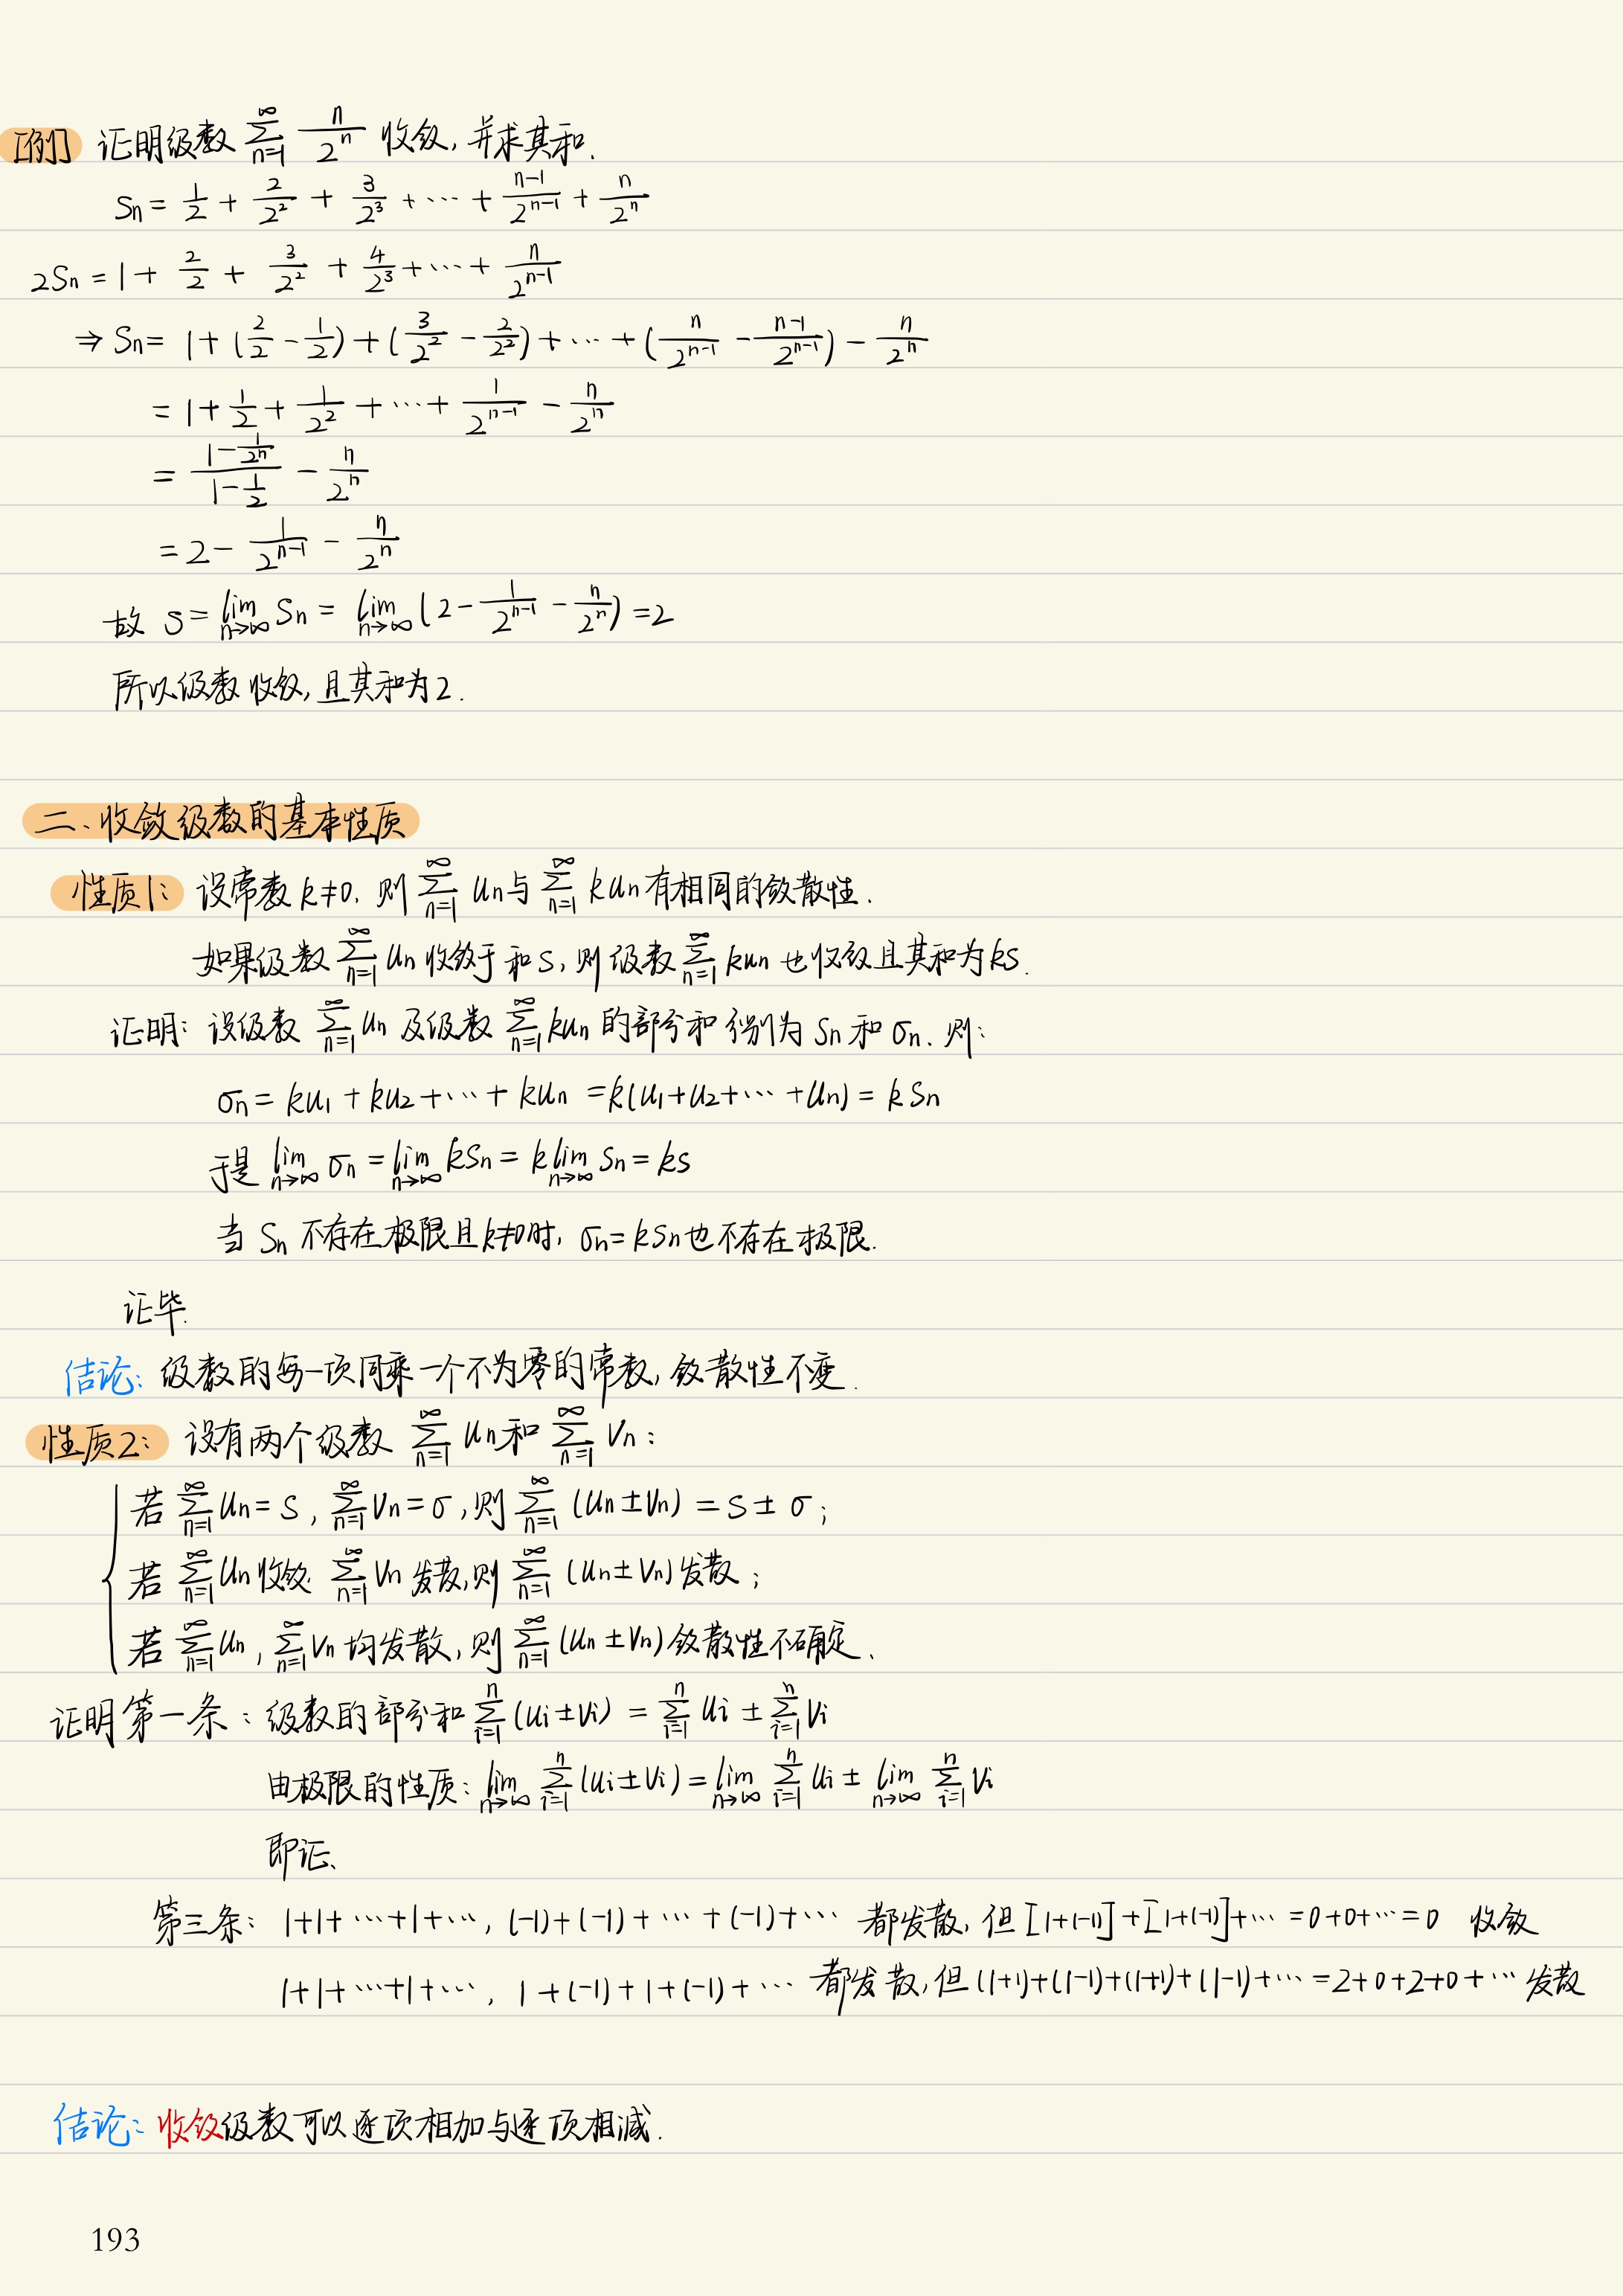 [例] 证明级数 $\sum_{n=1}^{\infty} \frac{n}{2^n}$ 收敛, 并求其和.
$S_n = \frac{1}{2} + \frac{2}{2^2} + \frac{3}{2^3} + \cdots + \frac{n-1}{2^{n-1}} + \frac{n}{2^n}$
$2S_n = 1 + \frac{2}{2} + \frac{3}{2^2} + \frac{4}{2^3} + \cdots + \frac{n}{2^{n-1}}$
$\Rightarrow S_n = 1 + (\frac{2}{2} - \frac{1}{2}) + (\frac{3}{2^2} - \frac{2}{2^2}) + \cdots + (\frac{n}{2^{n-1}} - \frac{n-1}{2^{n-1}}) - \frac{n}{2^n}$
$= 1 + \frac{1}{2} + \frac{1}{2^2} + \cdots + \frac{1}{2^{n-1}} - \frac{n}{2^n}$
$= \frac{1 - \frac{1}{2^n}}{1 - \frac{1}{2}} - \frac{n}{2^n}$
$= 2 - \frac{1}{2^{n-1}} - \frac{n}{2^n}$
故 $s = \lim_{n \to \infty} S_n = \lim_{n \to \infty} (2 - \frac{1}{2^{n-1}} - \frac{n}{2^n}) = 2$
所以级数收敛, 且其和为2.
二、收敛级数的基本性质
性质1: 设常数 $k \neq 0$, 则 $\sum_{n=1}^{\infty} u_n$ 与 $\sum_{n=1}^{\infty} k u_n$ 有相同的敛散性.
如果级数 $\sum_{n=1}^{\infty} u_n$ 收敛于和 s, 则级数 $\sum_{n=1}^{\infty} k u_n$ 也收敛且其和为 ks.
证明: 设级数 $\sum_{n=1}^{\infty} u_n$ 及级数 $\sum_{n=1}^{\infty} k u_n$ 的部分和分别为 $S_n$ 和 $\sigma_n$. 则:
$\sigma_n = k u_1 + k u_2 + \cdots + k u_n = k(u_1 + u_2 + \cdots + u_n) = k S_n$
于是 $\lim_{n \to \infty} \sigma_n = \lim_{n \to \infty} k S_n = k \lim_{n \to \infty} S_n = ks$
当 $S_n$ 不存在极限且 $k \neq 0$ 时, $\sigma_n = k S_n$ 也不存在极限.
证毕.
结论: 级数的每一项同乘一个不为零的常数, 敛散性不变.
性质2: 设有两个级数 $\sum_{n=1}^{\infty} u_n$ 和 $\sum_{n=1}^{\infty} v_n$:
若 $\sum_{n=1}^{\infty} u_n = s$, $\sum_{n=1}^{\infty} v_n = \sigma$, 则 $\sum_{n=1}^{\infty} (u_n \pm v_n) = s \pm \sigma$;
若 $\sum_{n=1}^{\infty} u_n$ 收敛. $\sum_{n=1}^{\infty} v_n$ 发散, 则 $\sum_{n=1}^{\infty} (u_n \pm v_n)$ 发散;
若 $\sum_{n=1}^{\infty} u_n$, $\sum_{n=1}^{\infty} v_n$ 均发散, 则 $\sum_{n=1}^{\infty} (u_n \pm v_n)$ 敛散性不确定.
证明第一条: 级数的部分和 $\sum_{i=1}^{n} (u_i \pm v_i) = \sum_{i=1}^{n} u_i \pm \sum_{i=1}^{n} v_i$
由极限的性质: $\lim_{n \to \infty} \sum_{i=1}^{n} (u_i \pm v_i) = \lim_{n \to \infty} \sum_{i=1}^{n} u_i \pm \lim_{n \to \infty} \sum_{i=1}^{n} v_i$
即证.
第三条: 1+1+⋯+1+⋯, (-1)+(-1)+⋯+(-1)+⋯ 都发散, 但 [1+(-1)]+[1+(-1)]+⋯=0+0+⋯=0 收敛
1+1+⋯+1+⋯, 1+(-1)+1+(-1)+⋯ 都发散, 但 (1+1)+(1-1)+(1+1)+(1-1)+⋯=2+0+2+0+⋯ 发散
结论: 收敛级数可以逐项相加与逐项相减.
193